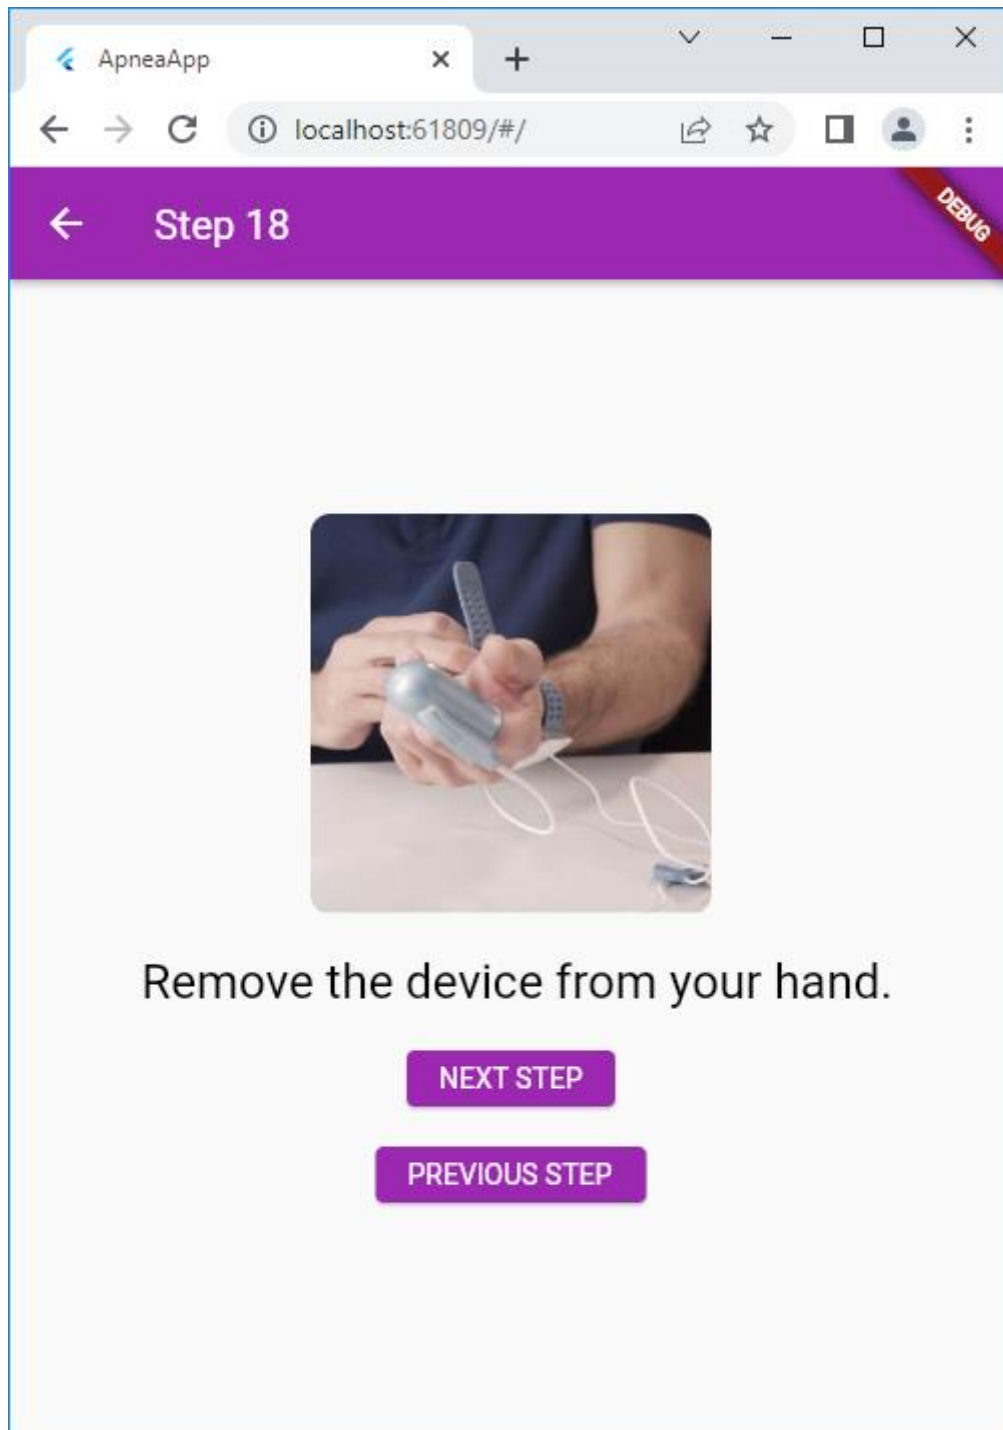 ApneaApp
localhost:61809/#/
Step 18
DEBUG
Remove the device from your hand.
NEXT STEP
PREVIOUS STEP